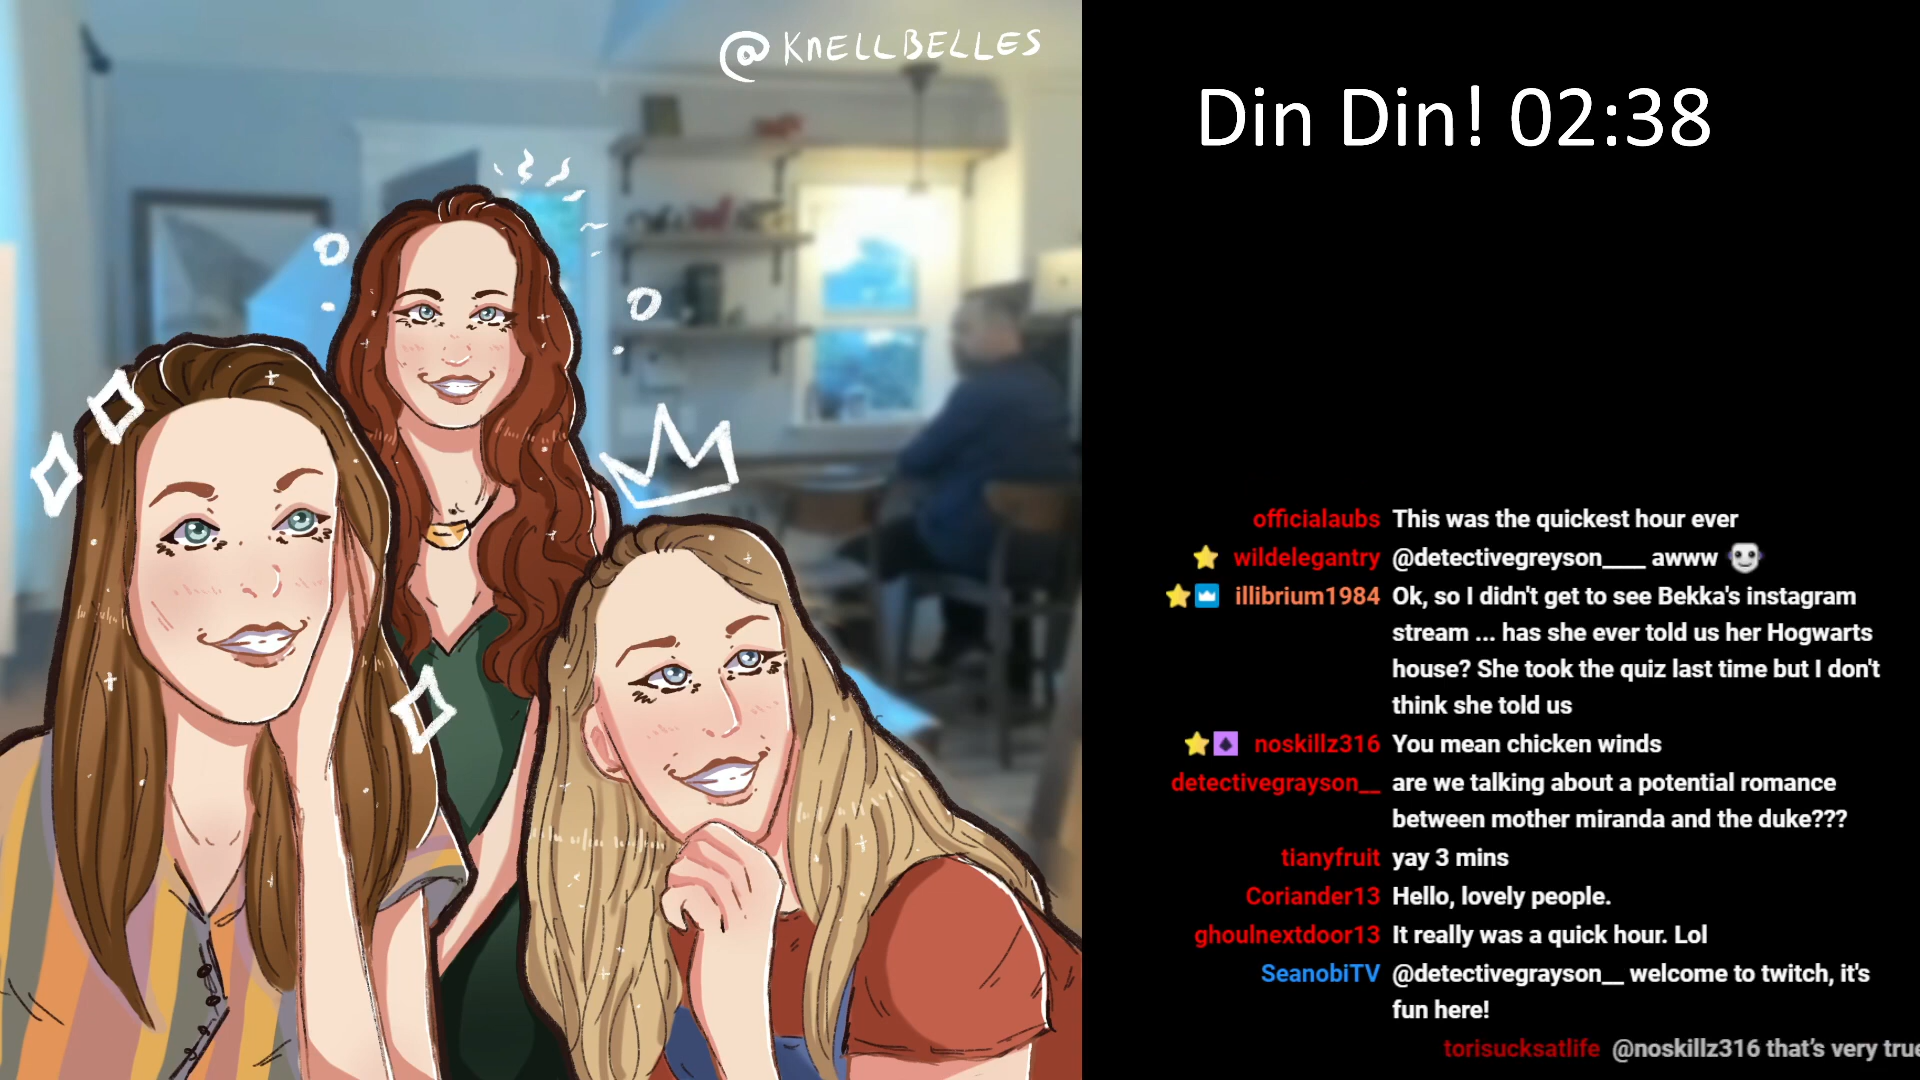 @KNELLBELLES
Din Din! 02:38
officialaubs This was the quickest hour ever
wildelegantry @detectivegreyson____ awww
illibrium1984 Ok, so I didn't get to see Bekka's instagram
stream ... has she ever told us her Hogwarts
house? She took the quiz last time but I don't
think she told us
noskillz316 You mean chicken winds
detectivegrayson__ are we talking about a potential romance
between mother miranda and the duke???
tianyfruit yay 3 mins
Coriander13 Hello, lovely people.
ghoulnextdoor13 It really was a quick hour. Lol
SeanobiTV @detectivegrayson__ welcome to twitch, it's
fun here!
torisucksatlife @noskillz316 that's very true